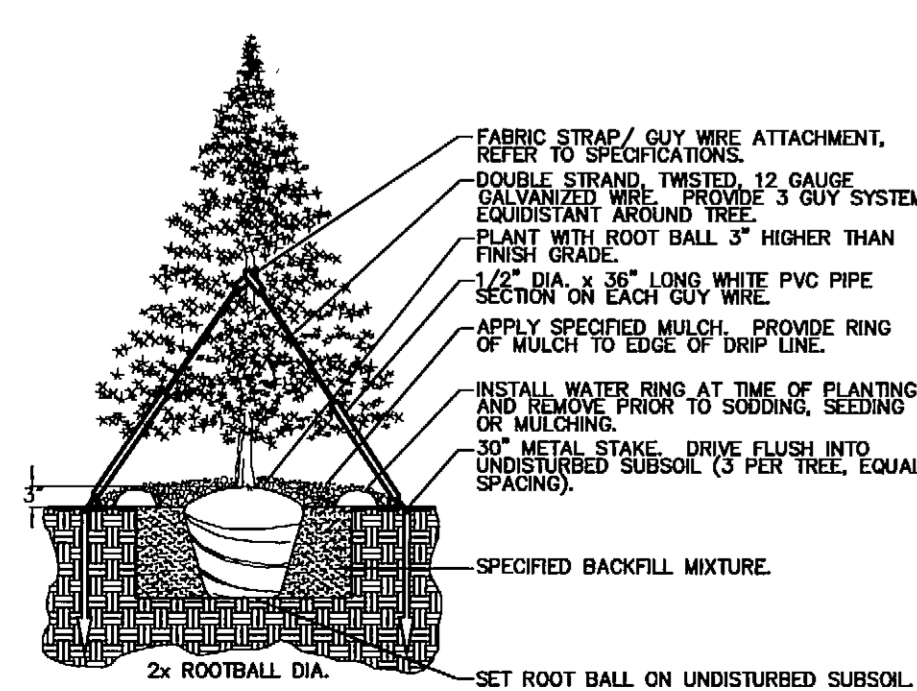 FABRIC STRAP/ GUY WIRE ATTACHMENT,
REFER TO SPECIFICATIONS.
DOUBLE STRAND, TWISTED, 12 GAUGE
GALVANIZED WIRE. PROVIDE 3 GUY SYSTEM
EQUIDISTANT AROUND TREE.
PLANT WITH ROOT BALL 3" HIGHER THAN
FINISH GRADE.
1/2" DIA. x 36" LONG WHITE PVC PIPE
SECTION ON EACH GUY WIRE.
APPLY SPECIFIED MULCH. PROVIDE RING
OF MULCH TO EDGE OF DRIP LINE.
INSTALL WATER RING AT TIME OF PLANTING
AND REMOVE PRIOR TO SODDING, SEEDING
OR MULCHING.
30" METAL STAKE. DRIVE FLUSH INTO
UNDISTURBED SUBSOIL (3 PER TREE, EQUAL
SPACING).
3"
SPECIFIED BACKFILL MIXTURE.
2x ROOTBALL DIA.
SET ROOT BALL ON UNDISTURBED SUBSOIL.